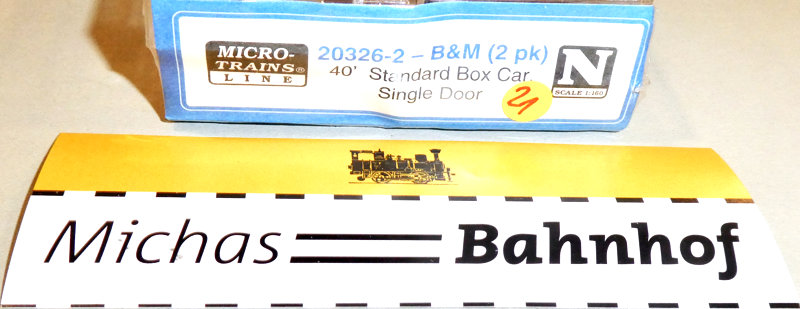 MICRO-
TRAINS®
LINE
20326-2 – B&M (2 pk)
40' Standard Box Car,
Single Door
21
N
SCALE 1:160
Michas Bahnhof